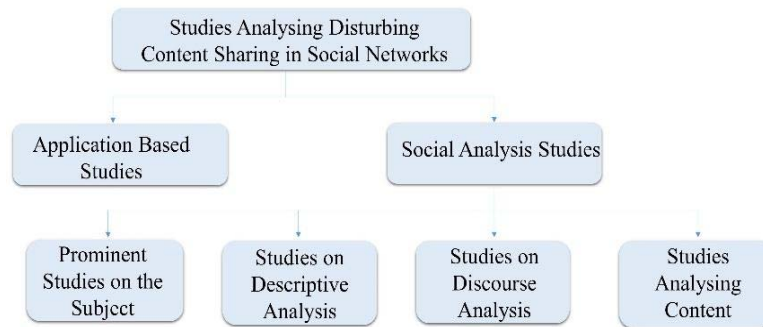 Studies Analysing Disturbing
Content Sharing in Social Networks
Application Based
Studies
Social Analysis Studies
Prominent
Studies on the
Subject
Studies on
Descriptive
Analysis
Studies on
Discourse
Analysis
Studies
Analysing
Content